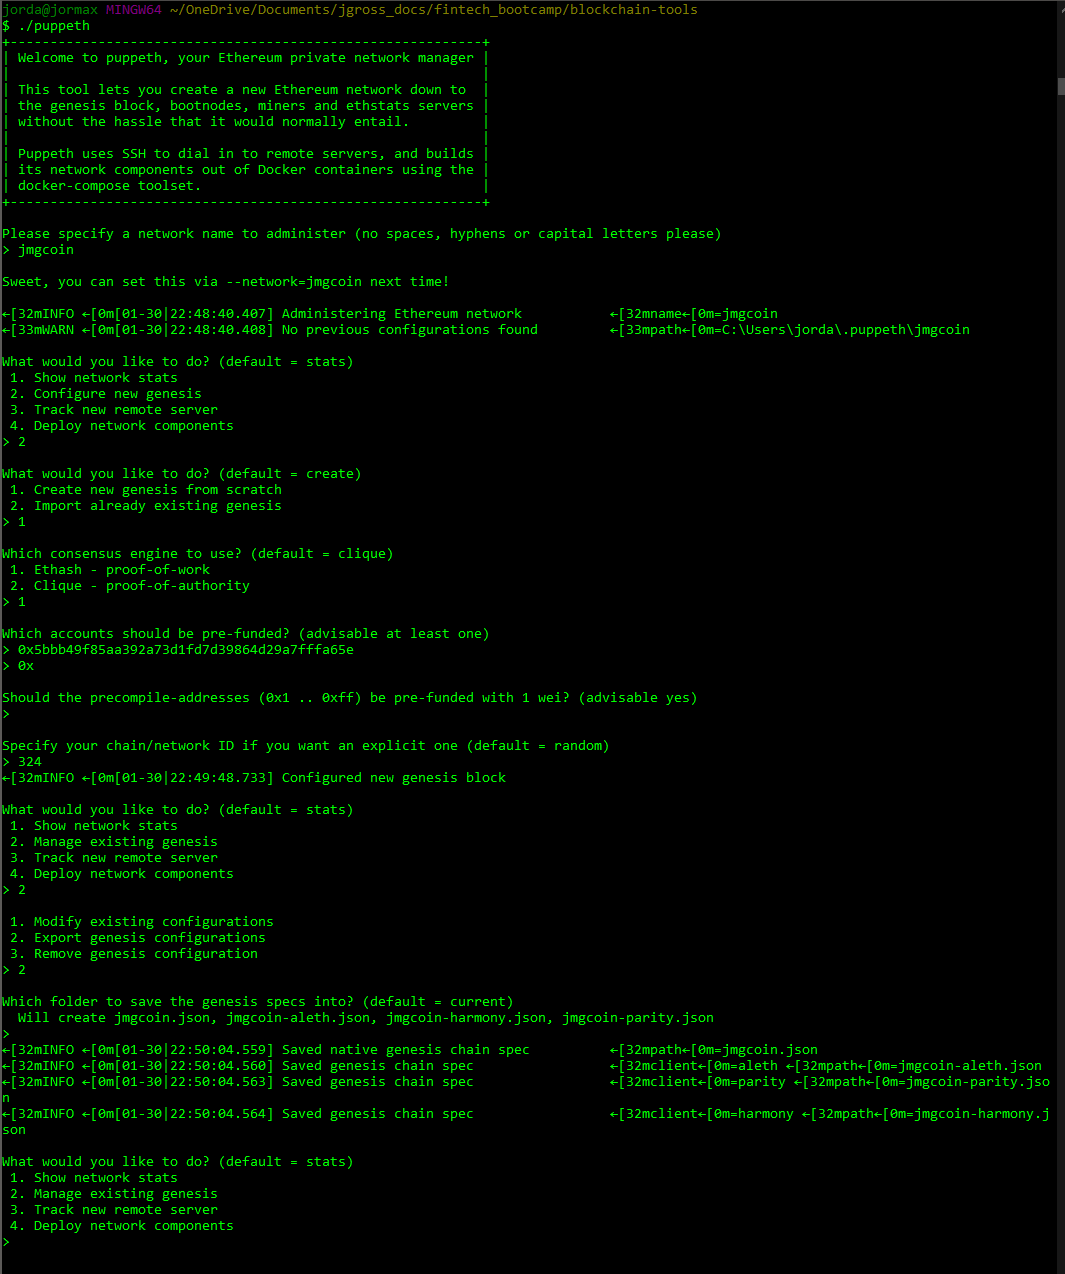 jorda@jormax MINGW64 ~/OneDrive/Documents/jgross_docs/fintech_bootcamp/blockchain-tools
$ ./puppeth
+-----------------------------------------------------------+
| Welcome to puppeth, your Ethereum private network manager |
|                                                           |
| This tool lets you create a new Ethereum network down to  |
| the genesis block, bootnodes, miners and ethstats servers |
| without the hassle that it would normally entail.         |
|                                                           |
| Puppeth uses SSH to dial in to remote servers, and builds |
| its network components out of Docker containers using the |
| docker-compose toolset.                                   |
+-----------------------------------------------------------+
Please specify a network name to administer (no spaces, hyphens or capital letters please)
> jmgcoin
Sweet, you can set this via --network=jmgcoin next time!
←[32mINFO ←[0m[01-30|22:48:40.407] Administering Ethereum network           ←[32mname←[0m=jmgcoin
←[33mWARN ←[0m[01-30|22:48:40.408] No previous configurations found         ←[33mpath←[0m=C:\Users\jorda\.puppeth\jmgcoin
What would you like to do? (default = stats)
 1. Show network stats
 2. Configure new genesis
 3. Track new remote server
 4. Deploy network components
> 2
What would you like to do? (default = create)
 1. Create new genesis from scratch
 2. Import already existing genesis
> 1
Which consensus engine to use? (default = clique)
 1. Ethash - proof-of-work
 2. Clique - proof-of-authority
> 1
Which accounts should be pre-funded? (advisable at least one)
> 0x5bbb49f85aa392a73d1fd7d39864d29a7fffa65e
> 0x
Should the precompile-addresses (0x1 .. 0xff) be pre-funded with 1 wei? (advisable yes)
>
Specify your chain/network ID if you want an explicit one (default = random)
> 324
←[32mINFO ←[0m[01-30|22:49:48.733] Configured new genesis block
What would you like to do? (default = stats)
 1. Show network stats
 2. Manage existing genesis
 3. Track new remote server
 4. Deploy network components
> 2
 1. Modify existing configurations
 2. Export genesis configurations
 3. Remove genesis configuration
> 2
Which folder to save the genesis specs into? (default = current)
  Will create jmgcoin.json, jmgcoin-aleth.json, jmgcoin-harmony.json, jmgcoin-parity.json
>
←[32mINFO ←[0m[01-30|22:50:04.559] Saved native genesis chain spec          ←[32mpath←[0m=jmgcoin.json
←[32mINFO ←[0m[01-30|22:50:04.560] Saved genesis chain spec                 ←[32mclient←[0m=aleth ←[32mpath←[0m=jmgcoin-aleth.json
←[32mINFO ←[0m[01-30|22:50:04.563] Saved genesis chain spec                 ←[32mclient←[0m=parity ←[32mpath←[0m=jmgcoin-parity.jso
n
←[32mINFO ←[0m[01-30|22:50:04.564] Saved genesis chain spec                 ←[32mclient←[0m=harmony ←[32mpath←[0m=jmgcoin-harmony.j
son
What would you like to do? (default = stats)
 1. Show network stats
 2. Manage existing genesis
 3. Track new remote server
 4. Deploy network components
>